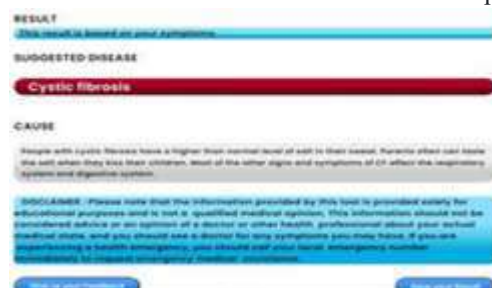 RESULT
This result is based on your symptoms.
SUGGESTED DISEASE
Cystic fibrosis
CAUSE
People with cystic fibrosis have a higher than normal level of salt in their sweat. Parents often can taste
the salt when they kiss their children. Most of the other signs and symptoms of CF affect the respiratory
system and digestive system.
DISCLAIMER : Please note that the information provided by this tool is provided solely for
educational purposes and is not a qualified medical opinion. This information should not be
considered advice or an opinion of a doctor or other health professional about your actual
medical state, and you should see a doctor for any symptoms you may have. If you are
experiencing a health emergency, you should call your local emergency number
immediately to request emergency medical assistance.